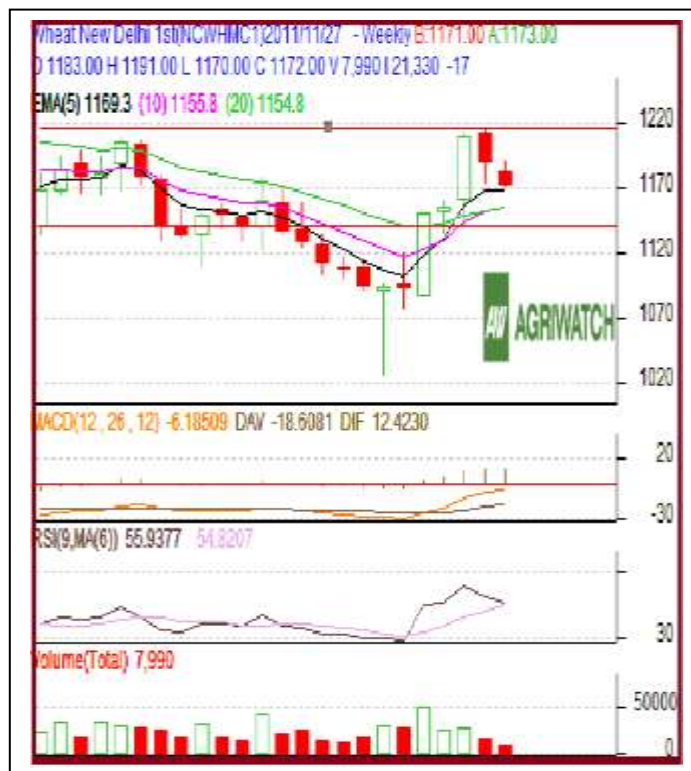 Wheat New Delhi 1st(NCWHMC1)2011/11/27 - Weekly B:1171.00 A:1173.00
O 1183.00 H 1191.00 L 1170.00 C 1172.00 V 7,990 I 21,330 -17
EMA(5) 1169.3 (10) 1155.8 (20) 1154.8
1220
1170
1120
1070
1020
AW AGRIWATCH
MACD(12, 26, 12) -6.18509 DAV -18.6081 DIF 12.4230
20
-30
RSI(9,MA(6)) 55.9377 54.8207
30
Volume(Total) 7,990
50000
0